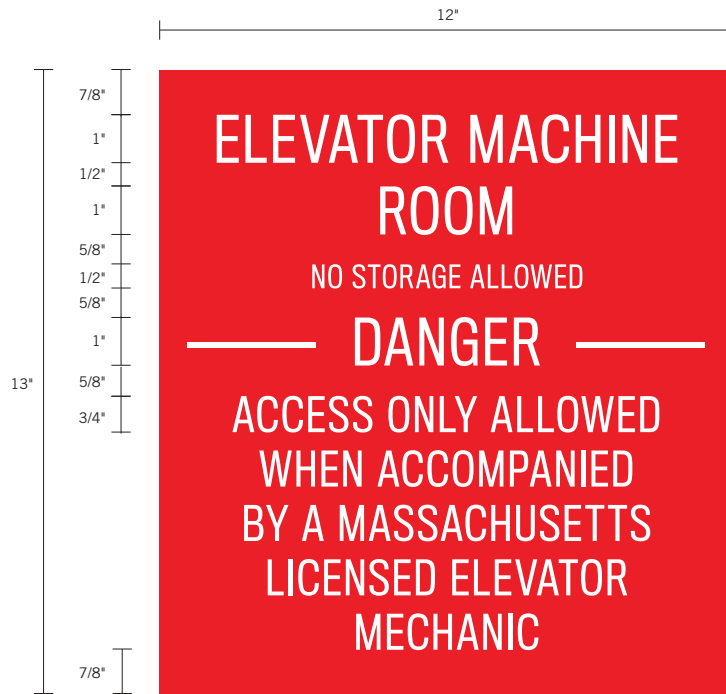 12"
7/8"
1"
1/2"
1"
5/8"
1/2"
5/8"
1"
5/8"
3/4"
13"
7/8"
ELEVATOR MACHINE
ROOM
NO STORAGE ALLOWED
DANGER
ACCESS ONLY ALLOWED
WHEN ACCOMPANIED
BY A MASSACHUSETTS
LICENSED ELEVATOR
MECHANIC